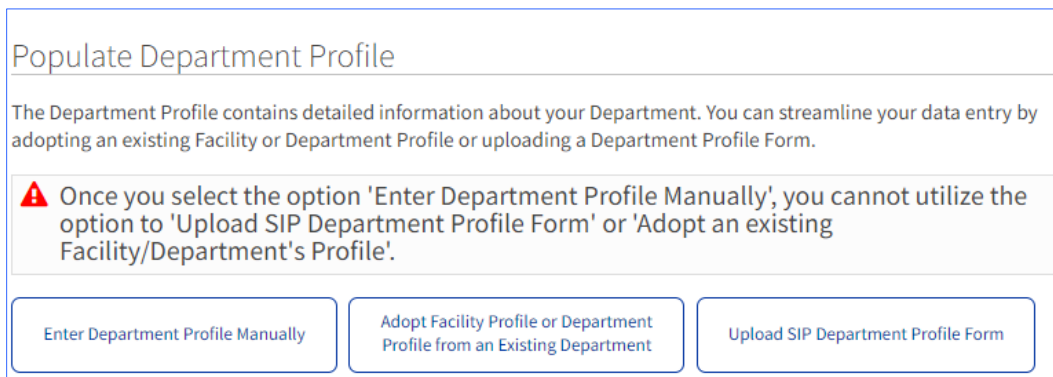 Populate Department Profile
The Department Profile contains detailed information about your Department. You can streamline your data entry by
adopting an existing Facility or Department Profile or uploading a Department Profile Form.
Once you select the option 'Enter Department Profile Manually', you cannot utilize the
option to 'Upload SIP Department Profile Form' or 'Adopt an existing
Facility/Department's Profile'.
Enter Department Profile Manually
Adopt Facility Profile or Department
Profile from an Existing Department
Upload SIP Department Profile Form